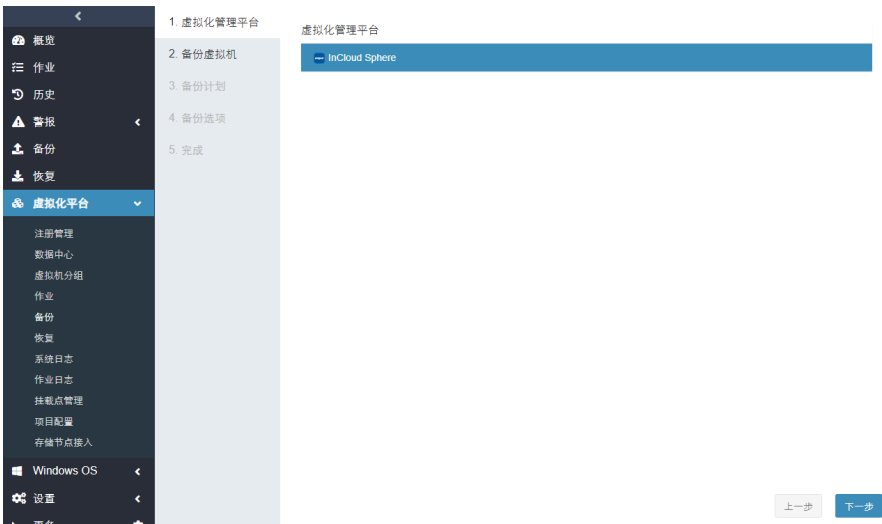 概览
作业
历史
警报
备份
恢复
虚拟化平台
注册管理
数据中心
虚拟机分组
作业
备份
恢复
系统日志
作业日志
挂载点管理
项目配置
存储节点接入
Windows OS
设置
1. 虚拟化管理平台
2. 备份虚拟机
3. 备份计划
4. 备份选项
5. 完成
虚拟化管理平台
InCloud Sphere
上一步
下一步